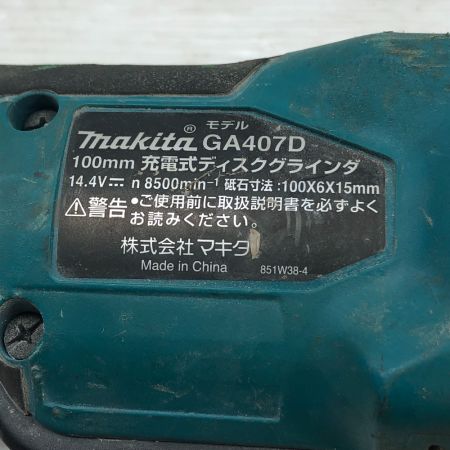 モデル
makita® GA407D
100mm 充電式ディスクグラインダ
14.4V⎓ n 8500min⁻¹ 砥石寸法:100X6X15mm
⚠警告 •ご使用前に取扱説明書を必ずよく
お読みください。
株式会社マキタ
Made in China 851W38-4